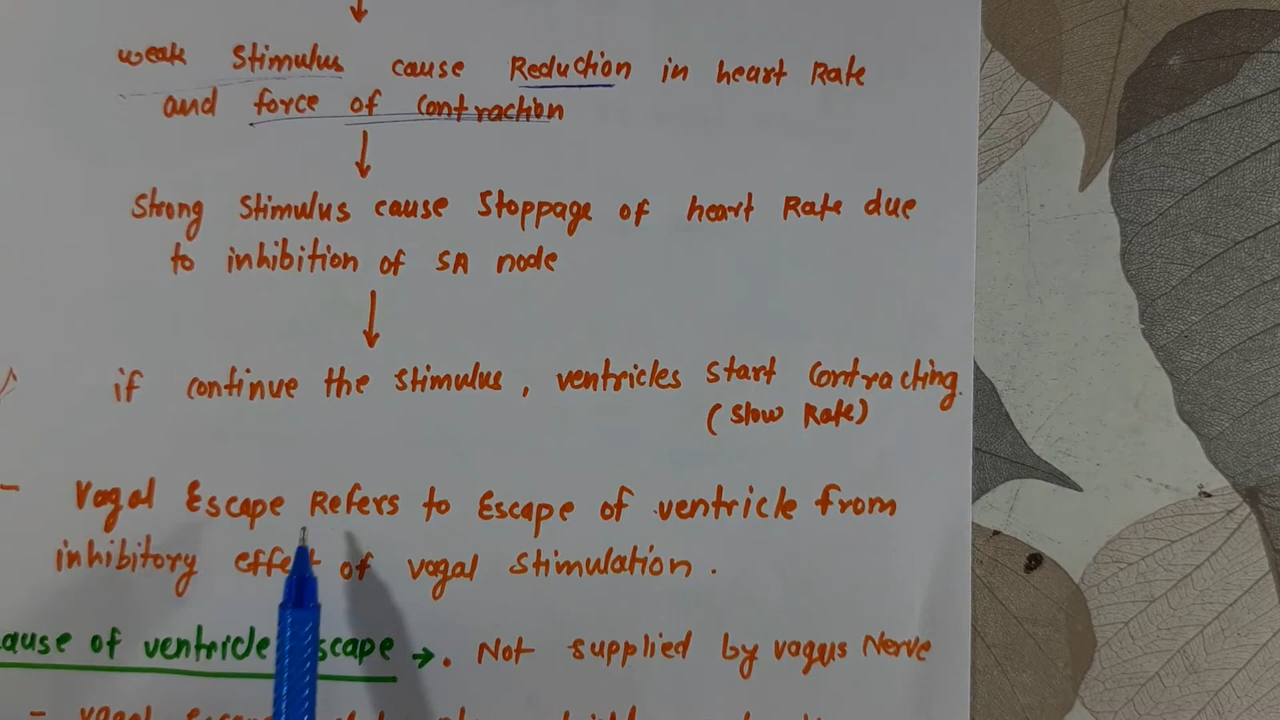 weak Stimulus cause Reduction in heart Rate
and force of contraction
Strong Stimulus cause Stoppage of heart Rate due
to inhibition of SA node
if continue the stimulus, ventricles start contracting.
(slow Rate)
- Vagal Escape Refers to Escape of ventricle from
inhibitory effect of vagal stimulation.
of ventricle → . Not supplied by vagus Nerve